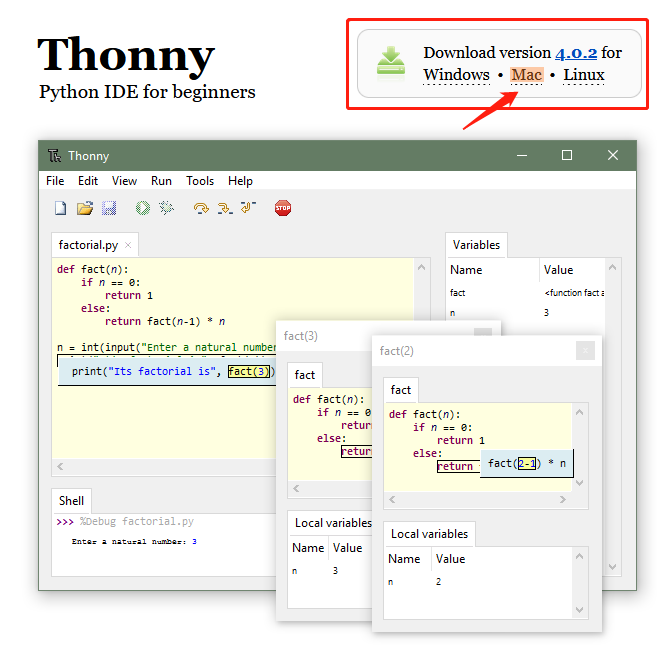 Thonny
Python IDE for beginners
Download version 4.0.2 for
Windows • Mac • Linux
Thonny
File Edit View Run Tools Help
STOP
factorial.py
def fact(n):
if n == 0:
return 1
else:
return fact(n-1) * n
n = int(input("Enter a natural number
print("Its factorial is", fact(3))
Shell
>>> %Debug factorial.py
Enter a natural number: 3
Variables
Name Value
fact <function fact a
n 3
fact(3)
fact
def fact(n):
if n == 0
return
else:
return
Local variables
Name Value
n 3
fact(2)
fact
def fact(n):
if n == 0:
return 1
else:
return fact(2-1) * n
Local variables
Name Value
n 2